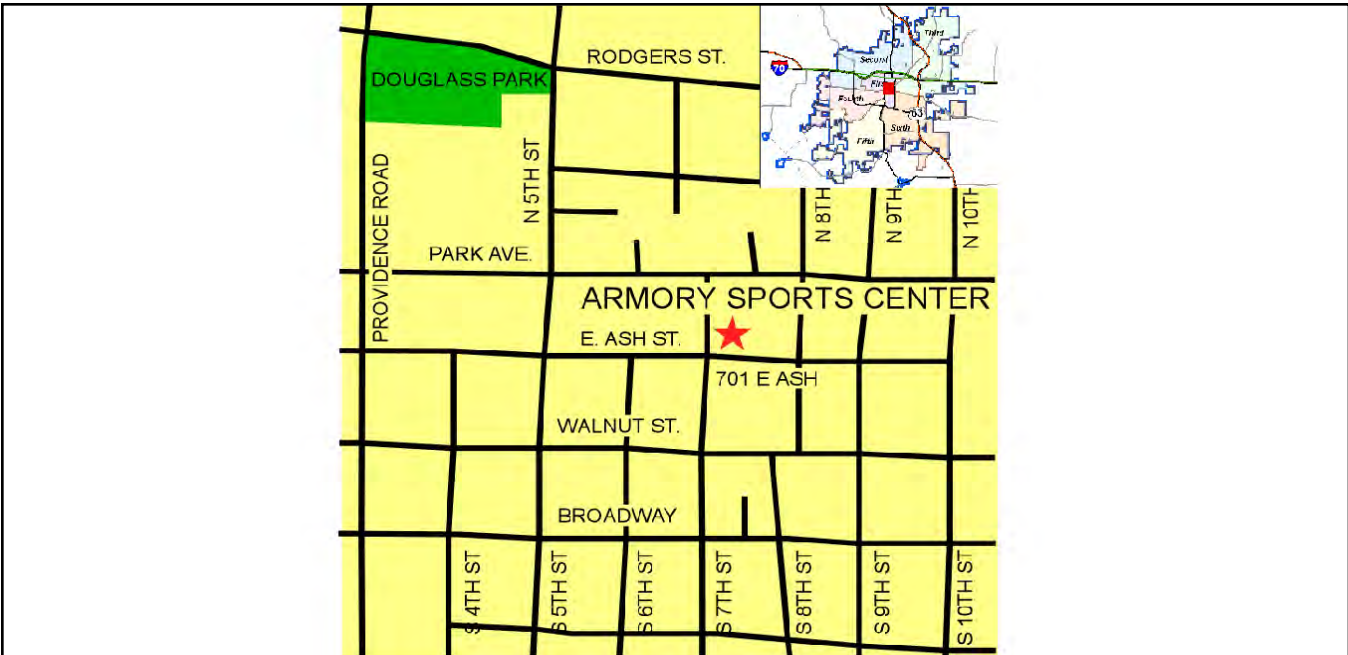 RODGERS ST.
DOUGLASS PARK
Third
Second
70
First
Fourth
63
Sixth
Fifth
N 5TH ST
PROVIDENCE ROAD
N 8TH
N 9TH
N 10TH
PARK AVE.
ARMORY SPORTS CENTER
E. ASH ST.
701 E ASH
WALNUT ST.
BROADWAY
S 4TH ST
S 5TH ST
S 6TH ST
S 7TH ST
S 8TH ST
S 9TH ST
S 10TH ST